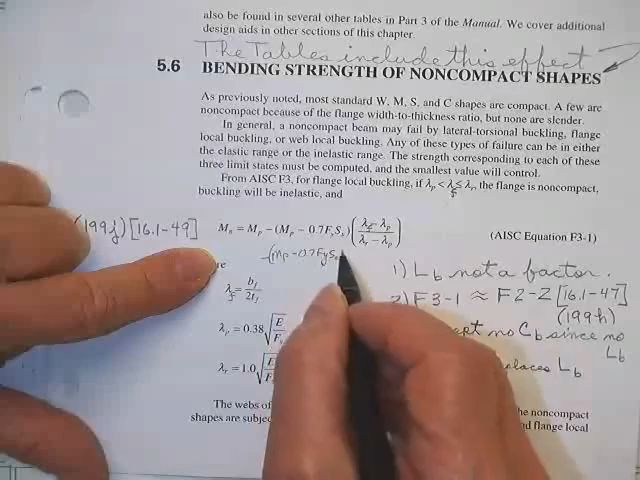 also be found in several other tables in Part 3 of the Manual. We cover additional
design aids in other sections of this chapter.
The Tables include this effect
5.6 BENDING STRENGTH OF NONCOMPACT SHAPES
As previously noted, most standard W, M, S, and C shapes are compact. A few are
noncompact because of the flange width-to-thickness ratio, but none are slender.
In general, a noncompact beam may fail by lateral-torsional buckling, flange
local buckling, or web local buckling. Any of these types of failure can be in either
the elastic range or the inelastic range. The strength corresponding to each of these
three limit states must be computed, and the smallest value will control.
From AISC F3, for flange local buckling, if λp < λf ≤ λr, the flange is noncompact,
buckling will be inelastic, and
(199f) [16.1-49] Mn = Mp − (Mp − 0.7FySx) ((λf − λp)/(λr − λp)) (AISC Equation F3-1)
-(Mp-0.7FyS
1) Lb not a factor.
λf = bf/2tf
2) F3-1 ≈ F2-2 [16.1-47]
(199h)
λp = 0.38 √E/F
no Cb since no
Lb
λr = 1.0 √E/F
Lb
The webs of
the noncompact
shapes are
nd flange local